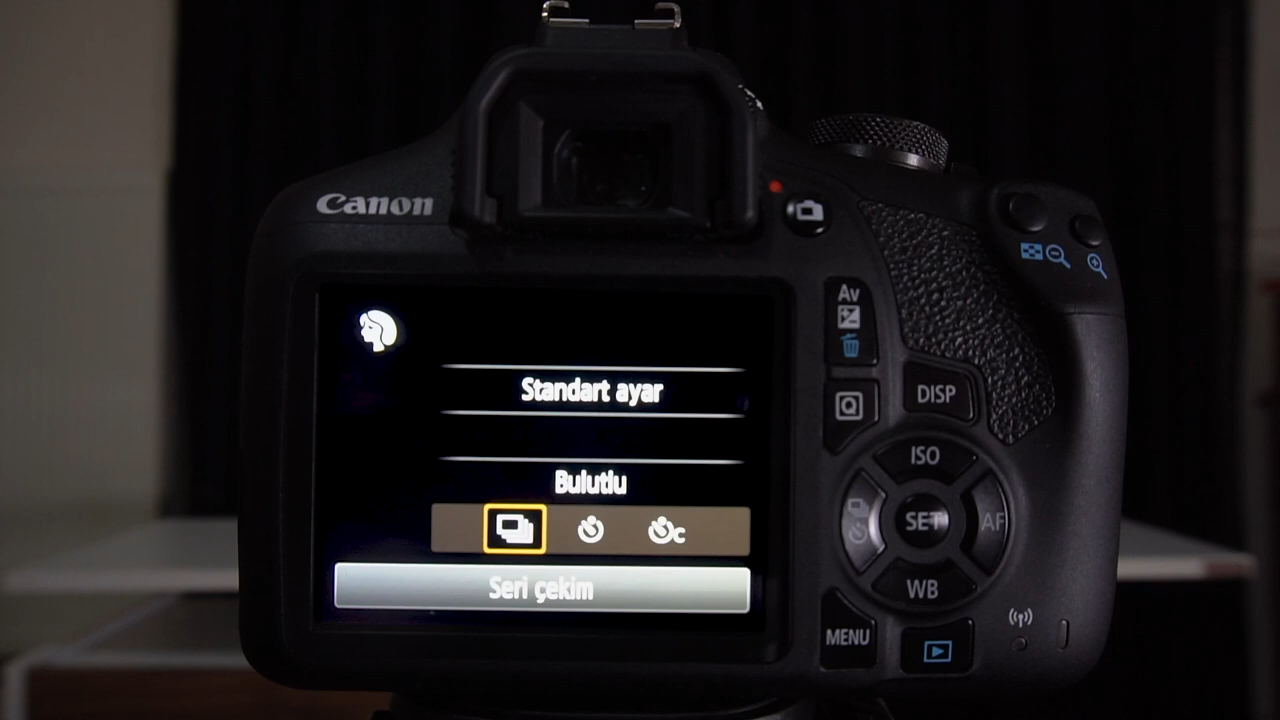 Canon
Standart ayar
Bulutlu
c
Seri çekim
Av
Q
DISP
ISO
SET
AF
WB
MENU